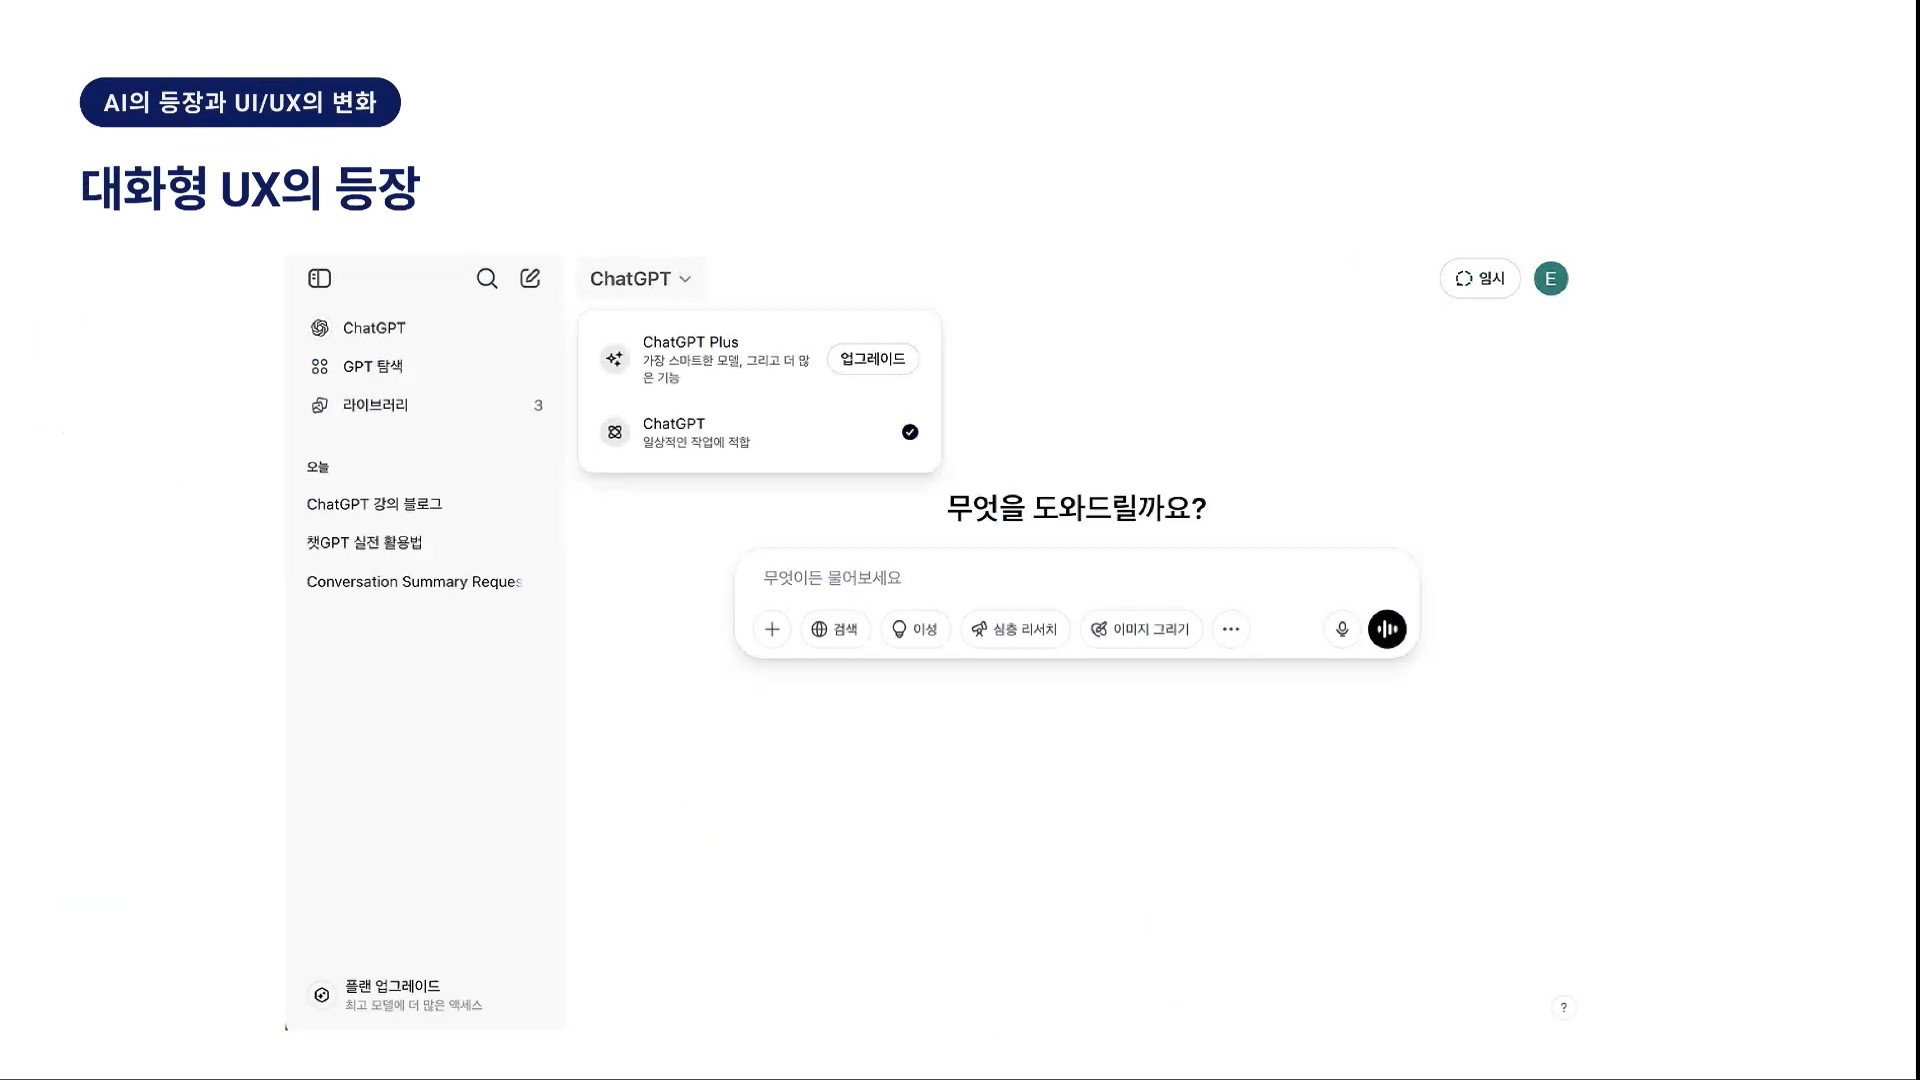 AI의 등장과 UI/UX의 변화
대화형 UX의 등장
ChatGPT
임시
E
ChatGPT
GPT 탐색
라이브러리 3
오늘
ChatGPT 강의 블로그
챗GPT 실전 활용법
Conversation Summary Reques
플랜 업그레이드
최고 모델에 더 많은 액세스
ChatGPT Plus
가장 스마트한 모델, 그리고 더 많
은 기능
업그레이드
ChatGPT
일상적인 작업에 적합
무엇을 도와드릴까요?
무엇이든 물어보세요
검색 이성 심층 리서치 이미지 그리기
?